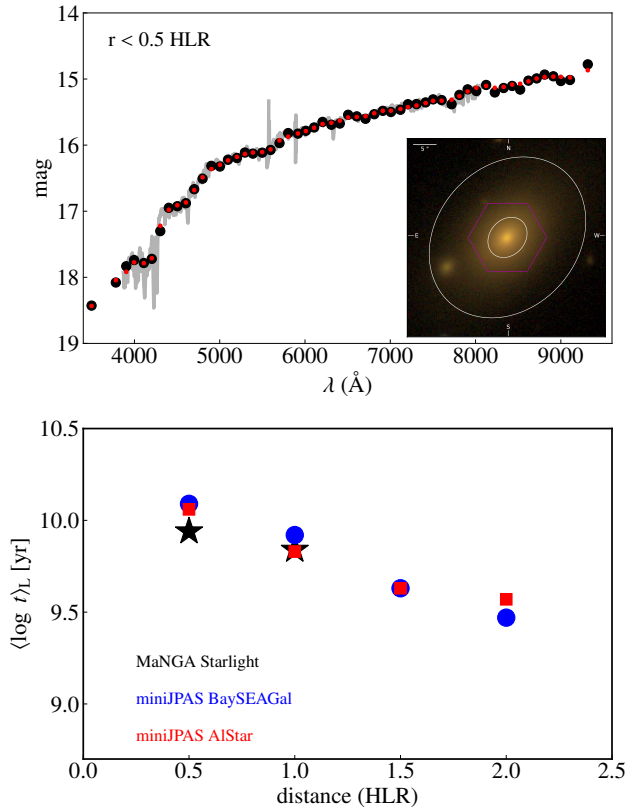 14
r < 0.5 HLR
15
16
mag
17
18
19
5 "
N
E
W
S
4000 5000 6000 7000 8000 9000
λ (Å)
10.5
10.0
⟨log t⟩L [yr]
9.5
9.0
MaNGA Starlight
miniJPAS BaySEAGal
miniJPAS AlStar
0.0 0.5 1.0 1.5 2.0 2.5
distance (HLR)